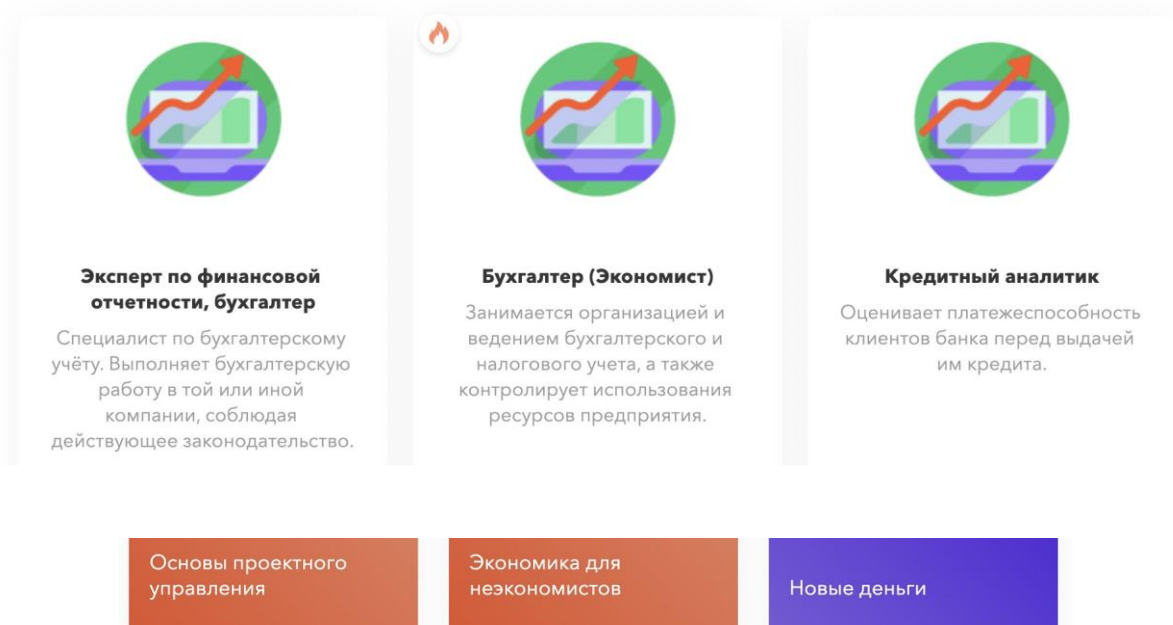 Эксперт по финансовой
отчетности, бухгалтер
Специалист по бухгалтерскому
учёту. Выполняет бухгалтерскую
работу в той или иной
компании, соблюдая
действующее законодательство.
Бухгалтер (Экономист)
Занимается организацией и
ведением бухгалтерского и
налогового учета, а также
контролирует использования
ресурсов предприятия.
Кредитный аналитик
Оценивает платежеспособность
клиентов банка перед выдачей
им кредита.
Основы проектного
управления
Экономика для
неэкономистов
Новые деньги